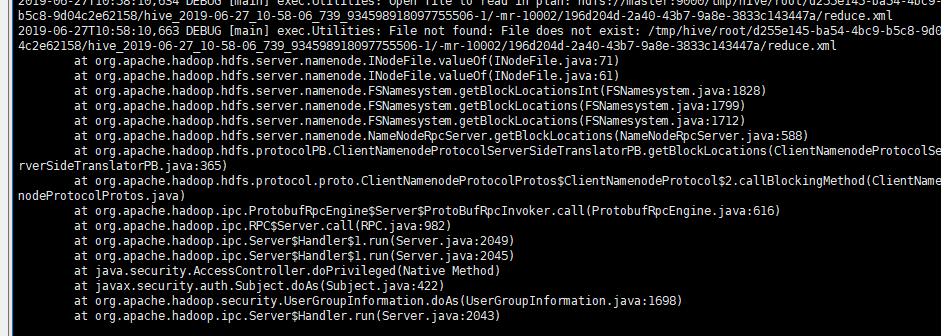 2019-06-27T10:58:10,654 DEBUG [main] exec.Utilities: Open file to read in plan: hdfs://master:9000/tmp/hive/root/d255e145-ba54-4bc9-
b5c8-9d04c2e62158/hive_2019-06-27_10-58-06_739_934598918097755506-1/-mr-10002/196d204d-2a40-43b7-9a8e-3833c143447a/reduce.xml
2019-06-27T10:58:10,663 DEBUG [main] exec.Utilities: File not found: File does not exist: /tmp/hive/root/d255e145-ba54-4bc9-b5c8-9d0
4c2e62158/hive_2019-06-27_10-58-06_739_934598918097755506-1/-mr-10002/196d204d-2a40-43b7-9a8e-3833c143447a/reduce.xml
at org.apache.hadoop.hdfs.server.namenode.INodeFile.valueOf(INodeFile.java:71)
at org.apache.hadoop.hdfs.server.namenode.INodeFile.valueOf(INodeFile.java:61)
at org.apache.hadoop.hdfs.server.namenode.FSNamesystem.getBlockLocationsInt(FSNamesystem.java:1828)
at org.apache.hadoop.hdfs.server.namenode.FSNamesystem.getBlockLocations(FSNamesystem.java:1799)
at org.apache.hadoop.hdfs.server.namenode.FSNamesystem.getBlockLocations(FSNamesystem.java:1712)
at org.apache.hadoop.hdfs.server.namenode.NameNodeRpcServer.getBlockLocations(NameNodeRpcServer.java:588)
at org.apache.hadoop.hdfs.protocolPB.ClientNamenodeProtocolServerSideTranslatorPB.getBlockLocations(ClientNamenodeProtocolSe
rverSideTranslatorPB.java:365)
at org.apache.hadoop.hdfs.protocol.proto.ClientNamenodeProtocolProtos$ClientNamenodeProtocol$2.callBlockingMethod(ClientName
nodeProtocolProtos.java)
at org.apache.hadoop.ipc.ProtobufRpcEngine$Server$ProtoBufRpcInvoker.call(ProtobufRpcEngine.java:616)
at org.apache.hadoop.ipc.RPC$Server.call(RPC.java:982)
at org.apache.hadoop.ipc.Server$Handler$1.run(Server.java:2049)
at org.apache.hadoop.ipc.Server$Handler$1.run(Server.java:2045)
at java.security.AccessController.doPrivileged(Native Method)
at javax.security.auth.Subject.doAs(Subject.java:422)
at org.apache.hadoop.security.UserGroupInformation.doAs(UserGroupInformation.java:1698)
at org.apache.hadoop.ipc.Server$Handler.run(Server.java:2043)